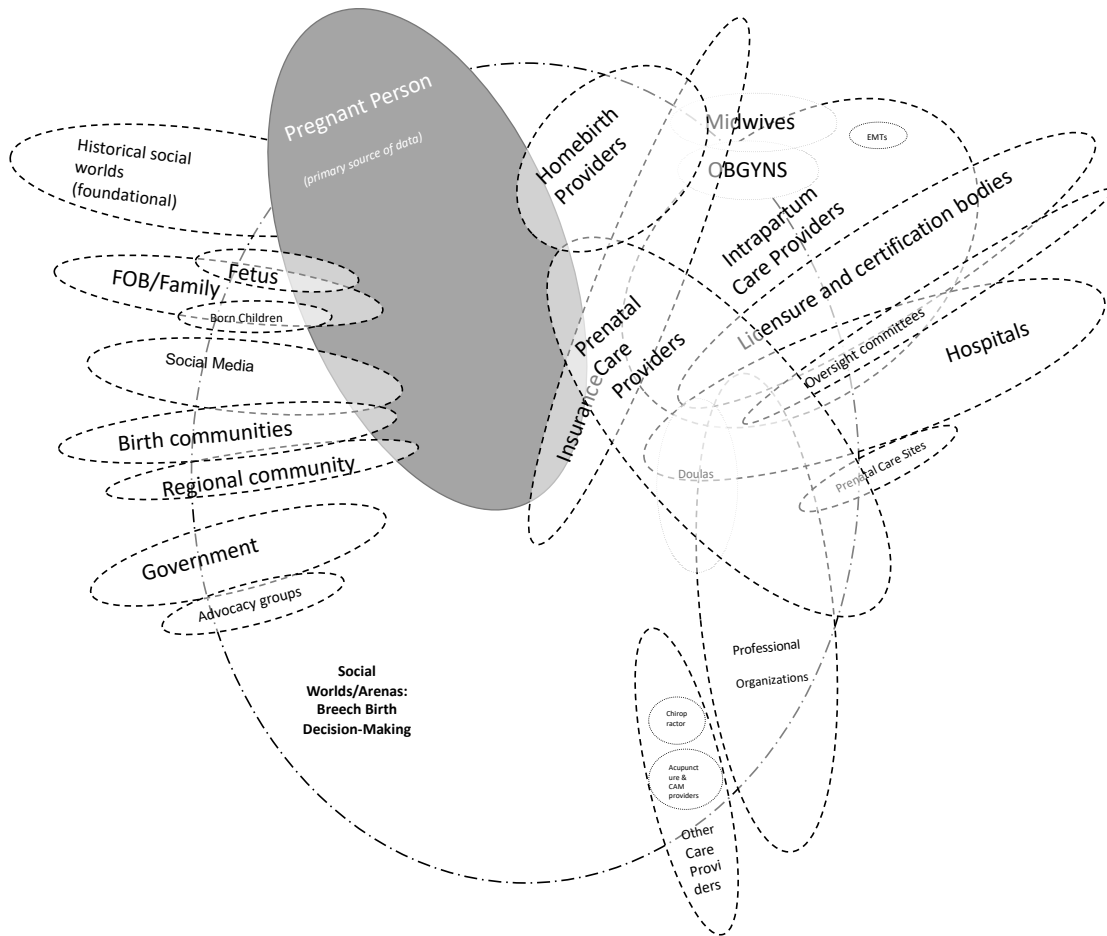 Pregnant Person
(primary source of data)
Historical social
worlds
(foundational)
Fetus
FOB/Family
Born Children
Social Media
Birth communities
Regional community
Government
Advocacy groups
Social
Worlds/Arenas:
Breech Birth
Decision-Making
Homebirth
Providers
Midwives
EMTs
OBGYNS
Intrapartum
Care Providers
Licensure and certification bodies
Oversight committees
Hospitals
Prenatal
Care
Providers
Insurance
Doulas
Prenatal Care Sites
Professional
Organizations
Chirop
ractor
Acupunct
ure &
CAM
providers
Other
Care
Provi
ders